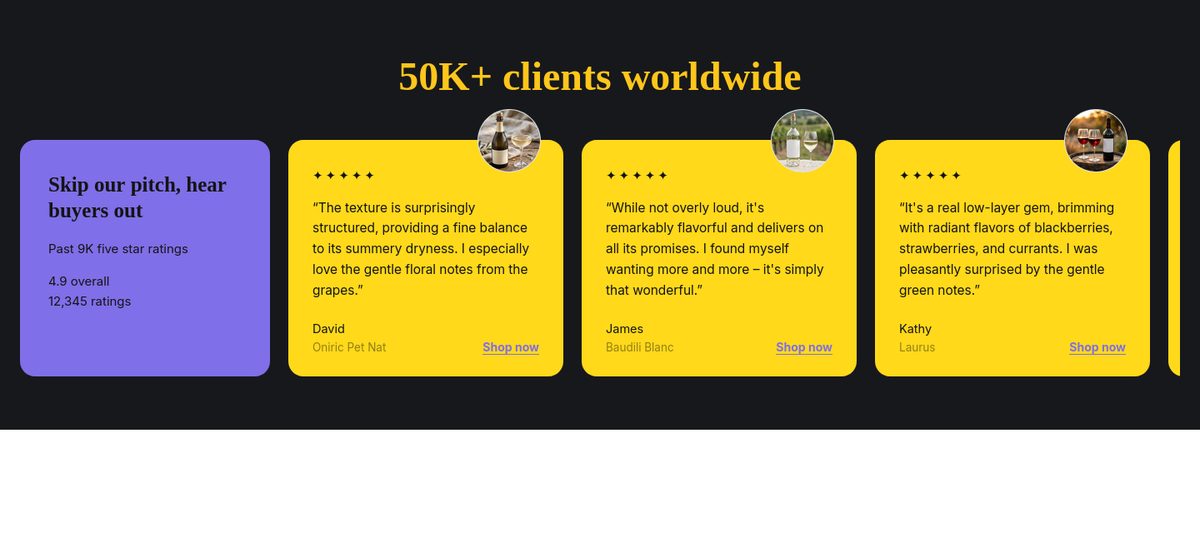 50K+ clients worldwide
Skip our pitch, hear
buyers out
Past 9K five star ratings
4.9 overall
12,345 ratings
“The texture is surprisingly
structured, providing a fine balance
to its summery dryness. I especially
love the gentle floral notes from the
grapes.”
David
Oniric Pet Nat
Shop now
“While not overly loud, it's
remarkably flavorful and delivers on
all its promises. I found myself
wanting more and more – it's simply
that wonderful.”
James
Baudili Blanc
Shop now
“It's a real low-layer gem, brimming
with radiant flavors of blackberries,
strawberries, and currants. I was
pleasantly surprised by the gentle
green notes.”
Kathy
Laurus
Shop now